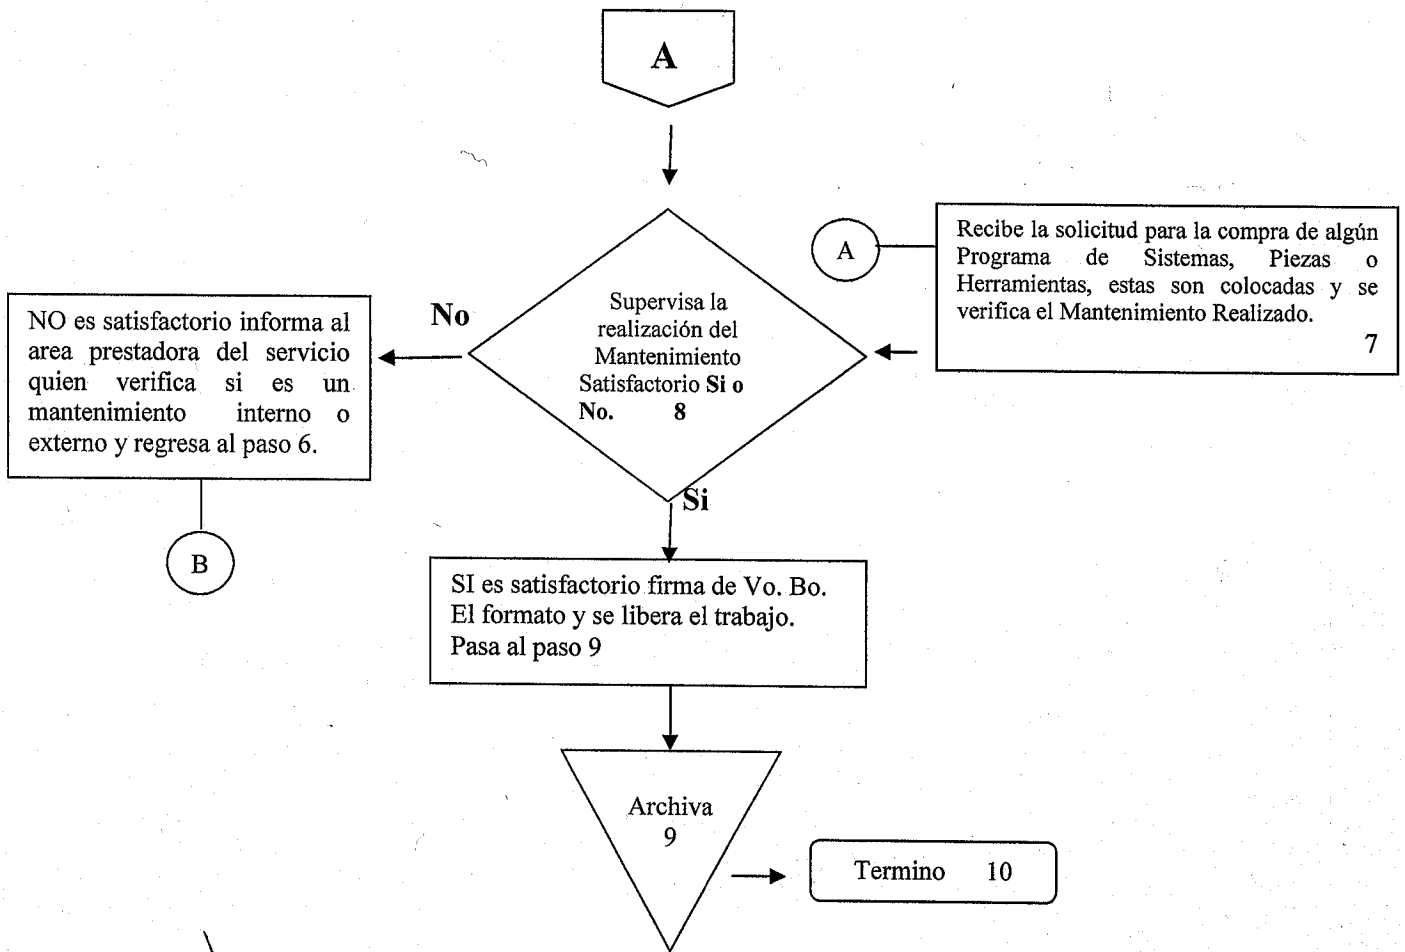 A
A
Recibe la solicitud para la compra de algún
Programa de Sistemas, Piezas o
Herramientas, estas son colocadas y se
verifica el Mantenimiento Realizado.
7
Supervisa la
realización del
Mantenimiento
Satisfactorio Si o
No. 8
No
NO es satisfactorio informa al
area prestadora del servicio
quien verifica si es un
mantenimiento interno o
externo y regresa al paso 6.
B
Si
SI es satisfactorio firma de Vo. Bo.
El formato y se libera el trabajo.
Pasa al paso 9
Archiva
9
Termino 10